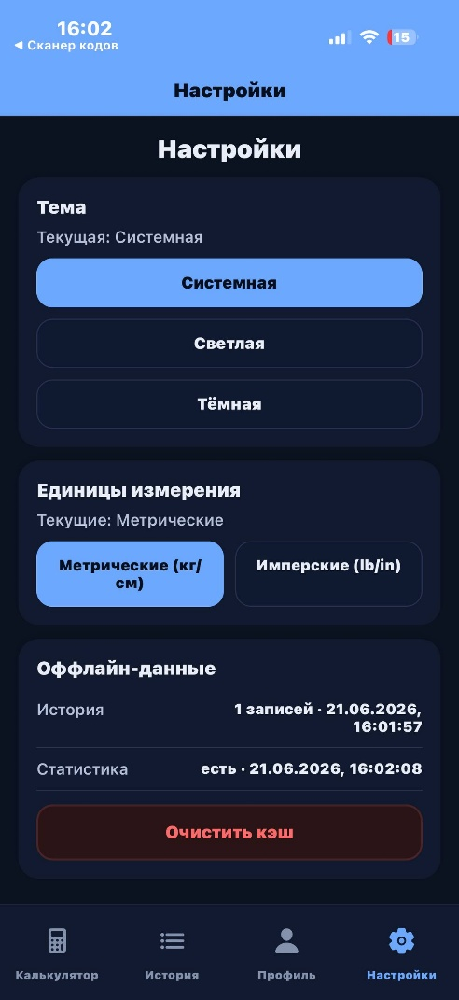 16:02
15
◀ Сканер кодов
Настройки
Настройки
Тема
Текущая: Системная
Системная
Светлая
Тёмная
Единицы измерения
Текущие: Метрические
Метрические (кг/
см)
Имперские (lb/in)
Оффлайн-данные
История
1 записей · 21.06.2026,
16:01:57
Статистика
есть · 21.06.2026, 16:02:08
Очистить кэш
Калькулятор
История
Профиль
Настройки